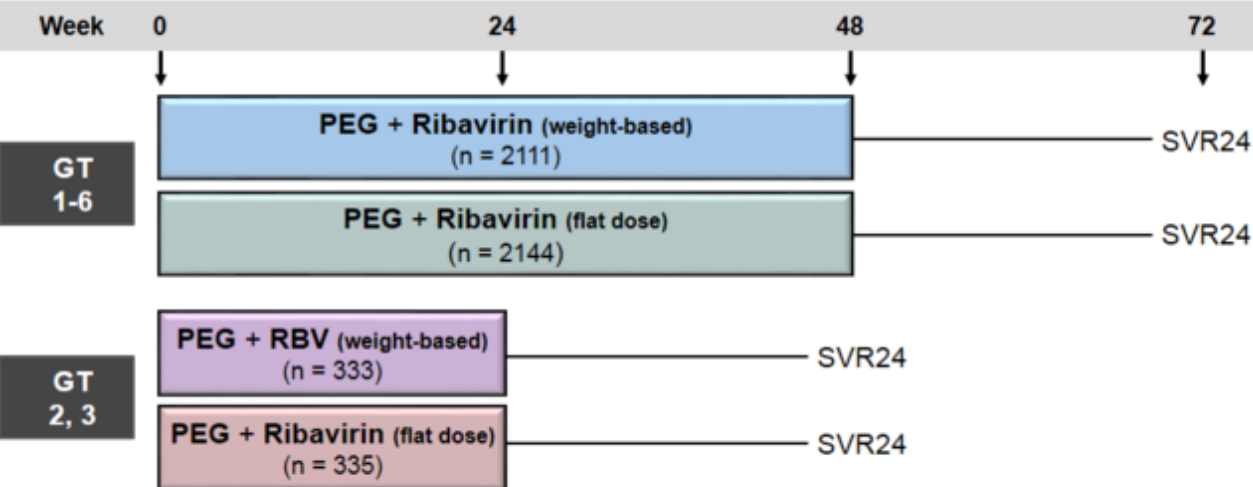 Week 0 24 48 72
PEG + Ribavirin (weight-based)
(n = 2111)
SVR24
GT
1-6
PEG + Ribavirin (flat dose)
(n = 2144)
SVR24
PEG + RBV (weight-based)
(n = 333)
SVR24
GT
2, 3
PEG + Ribavirin (flat dose)
(n = 335)
SVR24